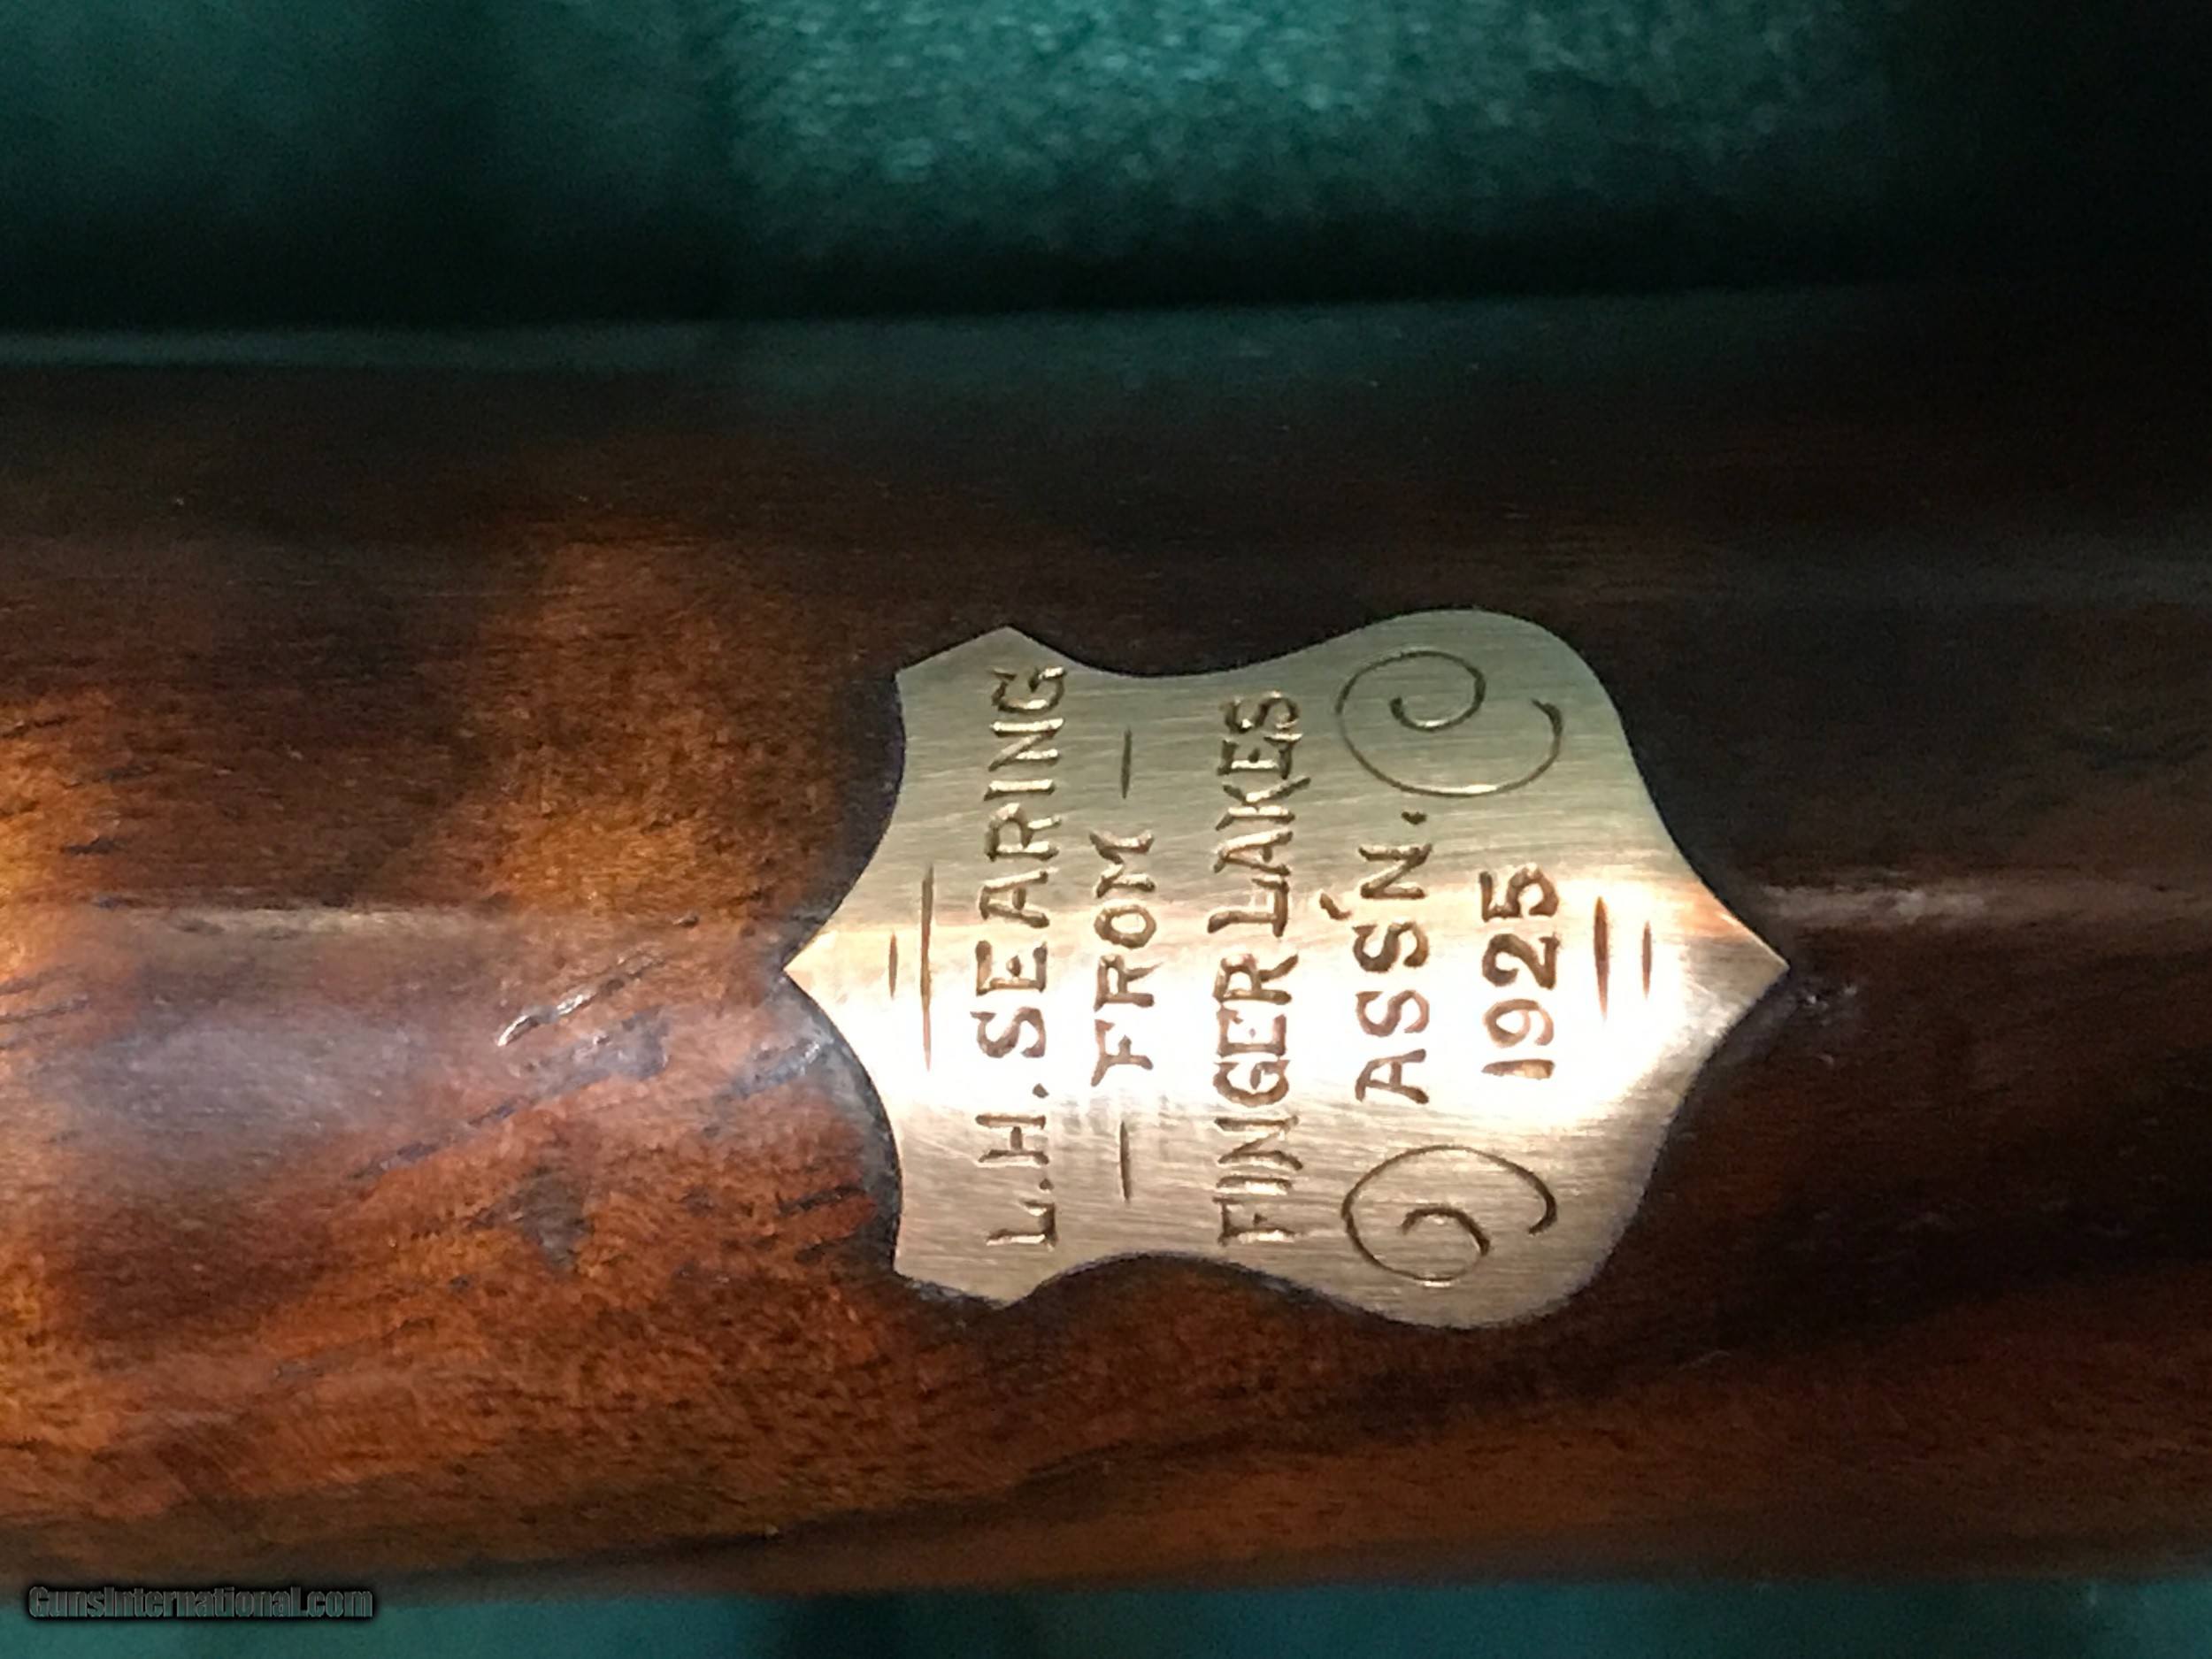 L.H. SEARING
— FROM —
FINGER LAKES
ASS'N.
1925
GunsInternational.com